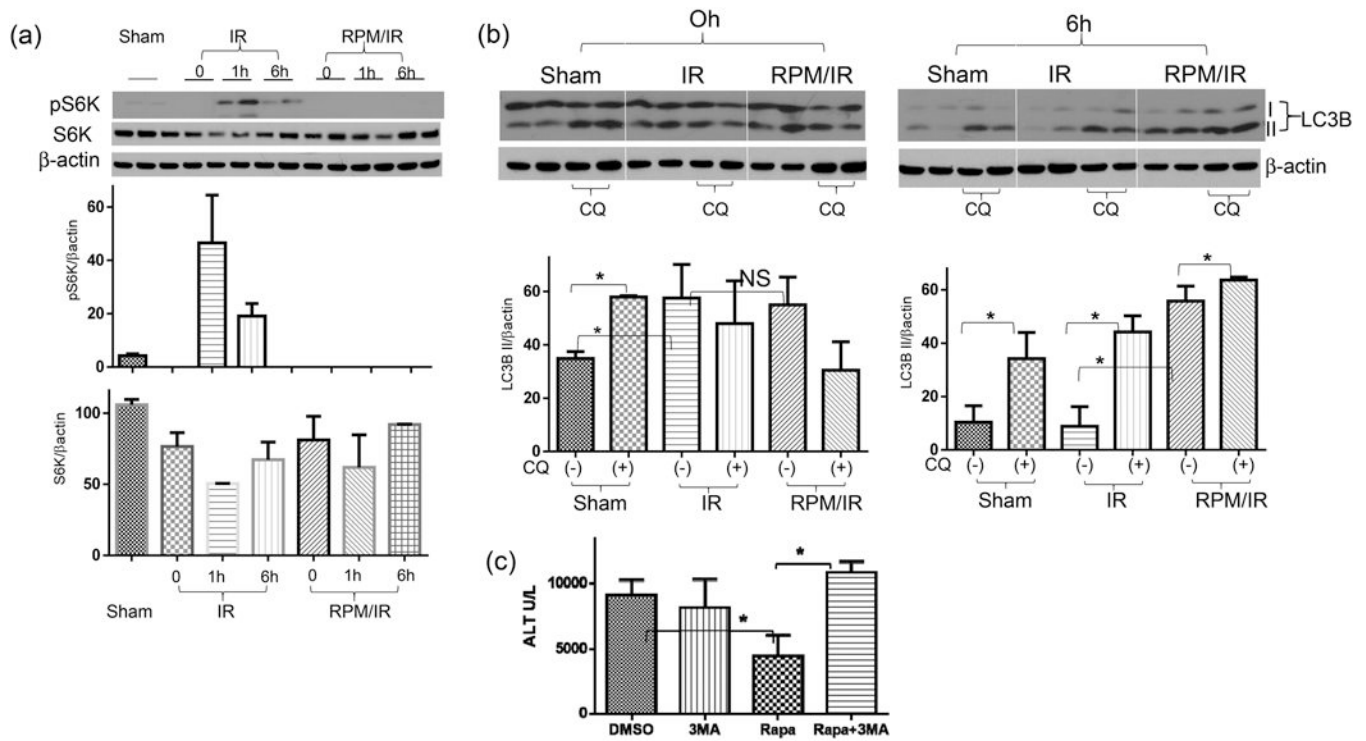 (a)
Sham IR RPM/IR
0 1h 6h 0 1h 6h
pS6K
S6K
β-actin
pS6K/βactin
60
40
20
0
S6K/βactin
100
50
0
0 1h 6h 0 1h 6h
Sham IR RPM/IR
(b)
Oh
Sham IR RPM/IR
CQ CQ CQ
6h
Sham IR RPM/IR
I
II
LC3B
β-actin
CQ CQ CQ
LC3B II/βactin
60
40
20
0
* * NS
CQ (-) (+) (-) (+) (-) (+)
Sham IR RPM/IR
LC3B II/βactin
60
40
20
0
* * * *
CQ (-) (+) (-) (+) (-) (+)
Sham IR RPM/IR
(c)
ALT U/L
10000
5000
0
* *
DMSO 3MA Rapa Rapa+3MA